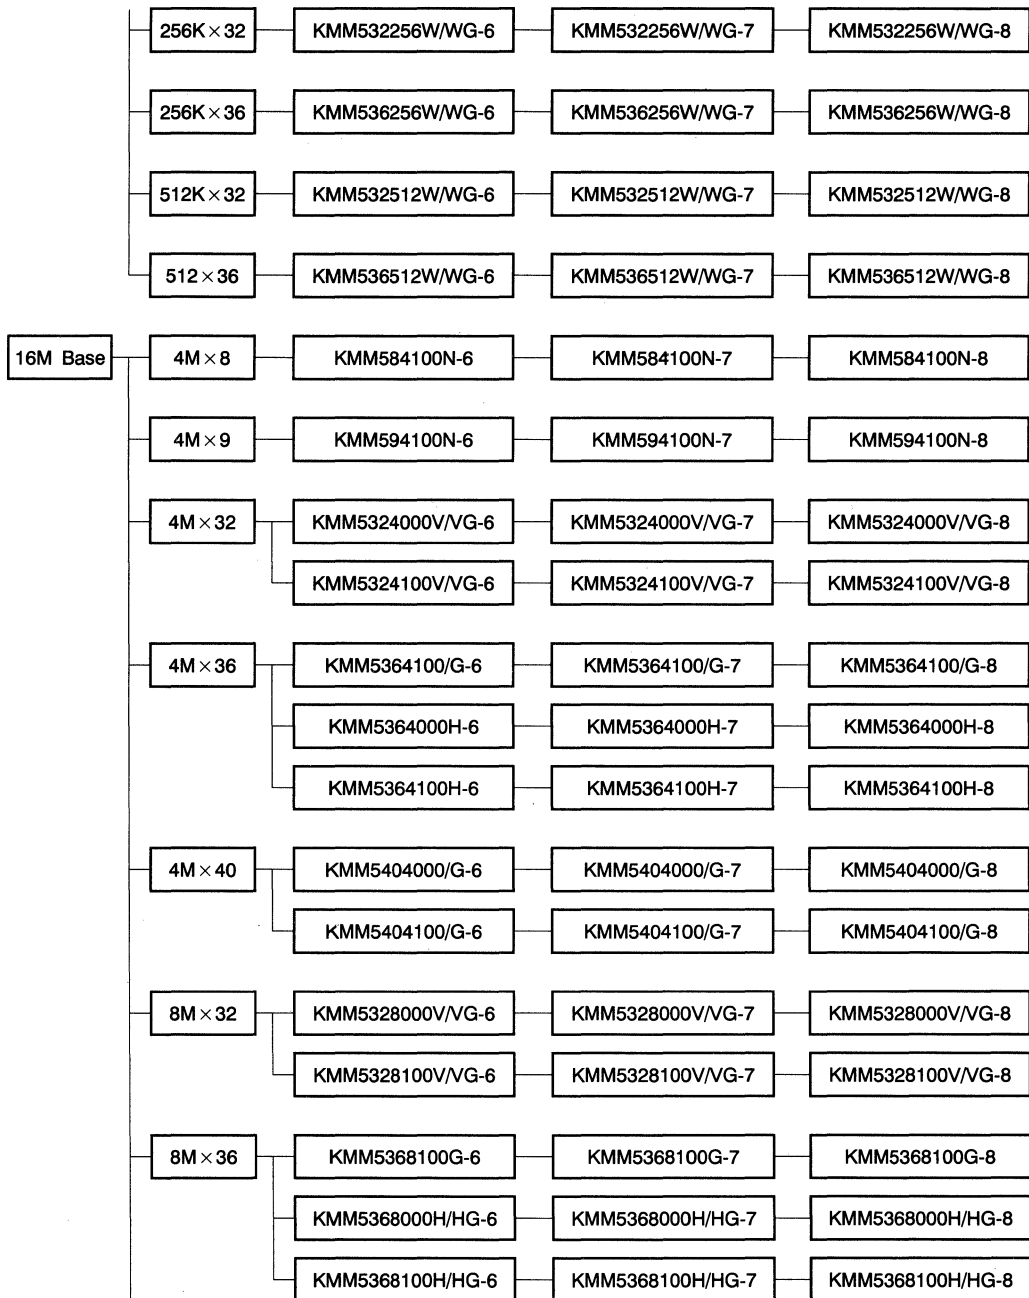 256K×32 KMM532256W/WG-6 KMM532256W/WG-7 KMM532256W/WG-8
256K×36 KMM536256W/WG-6 KMM536256W/WG-7 KMM536256W/WG-8
512K×32 KMM532512W/WG-6 KMM532512W/WG-7 KMM532512W/WG-8
512×36 KMM536512W/WG-6 KMM536512W/WG-7 KMM536512W/WG-8
16M Base 4M×8 KMM584100N-6 KMM584100N-7 KMM584100N-8
4M×9 KMM594100N-6 KMM594100N-7 KMM594100N-8
4M×32 KMM5324000V/VG-6 KMM5324000V/VG-7 KMM5324000V/VG-8
KMM5324100V/VG-6 KMM5324100V/VG-7 KMM5324100V/VG-8
4M×36 KMM5364100/G-6 KMM5364100/G-7 KMM5364100/G-8
KMM5364000H-6 KMM5364000H-7 KMM5364000H-8
KMM5364100H-6 KMM5364100H-7 KMM5364100H-8
4M×40 KMM5404000/G-6 KMM5404000/G-7 KMM5404000/G-8
KMM5404100/G-6 KMM5404100/G-7 KMM5404100/G-8
8M×32 KMM5328000V/VG-6 KMM5328000V/VG-7 KMM5328000V/VG-8
KMM5328100V/VG-6 KMM5328100V/VG-7 KMM5328100V/VG-8
8M×36 KMM5368100G-6 KMM5368100G-7 KMM5368100G-8
KMM5368000H/HG-6 KMM5368000H/HG-7 KMM5368000H/HG-8
KMM5368100H/HG-6 KMM5368100H/HG-7 KMM5368100H/HG-8